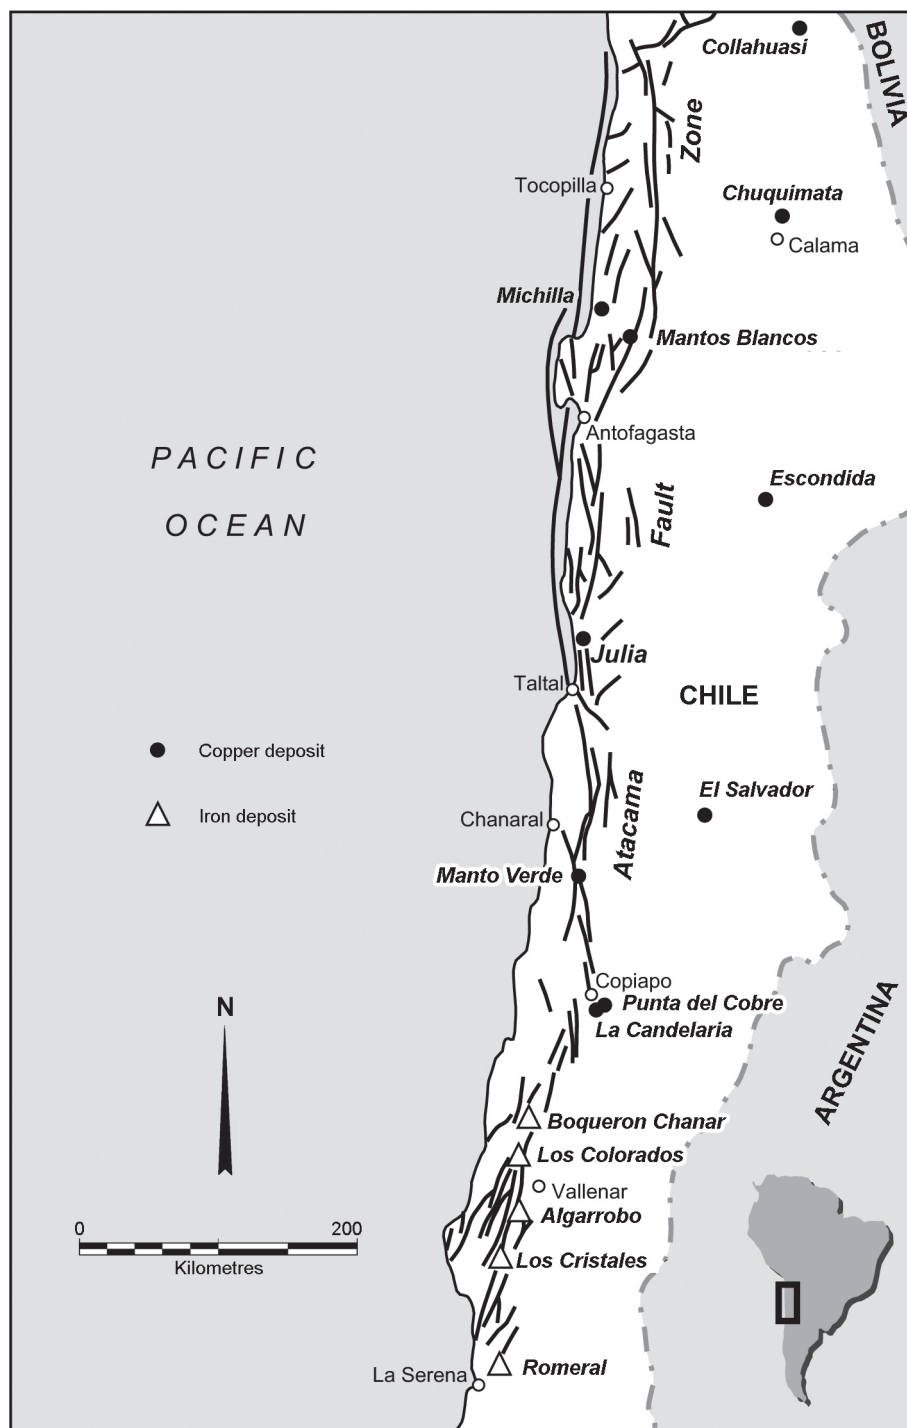 Collahuasi
BOLIVIA
Zone
Tocopilla
Chuquimata
Calama
Michilla
Mantos Blancos
Antofagasta
PACIFIC
OCEAN
Escondida
Fault
Julia
Taltal
CHILE
Copper deposit
Iron deposit
El Salvador
Atacama
Chanaral
Manto Verde
Copiapo
Punta del Cobre
La Candelaria
N
ARGENTINA
Boqueron Chanar
Los Colorados
Vallenar
Algarrobo
0 200
Kilometres
Los Cristales
Romeral
La Serena